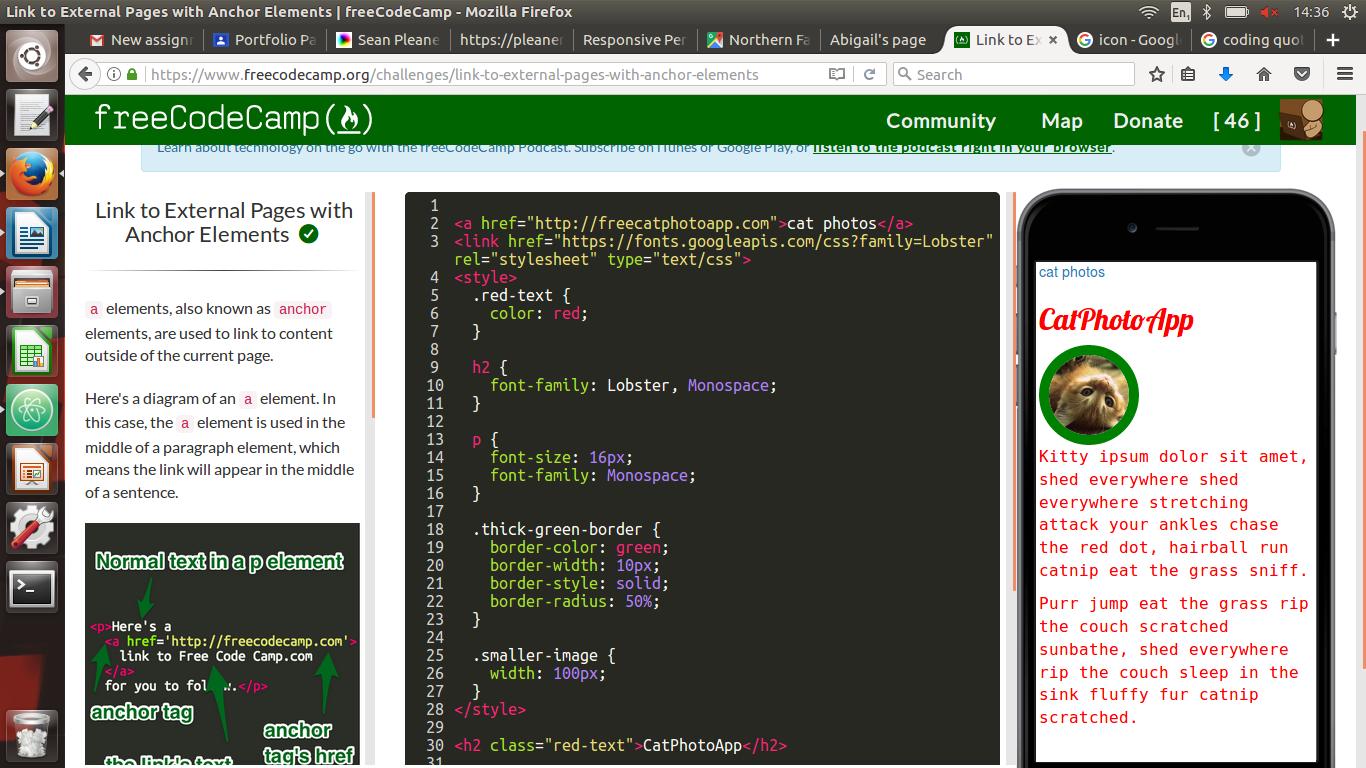 Link to External Pages with Anchor Elements | freeCodeCamp - Mozilla Firefox
En1
14:36
New assignr
Portfolio Pa
Sean Pleane
https://pleaner
Responsive Per
Northern Fa
Abigail's page
Link to Ex
icon - Googl
coding quot
https://www.freecodecamp.org/challenges/link-to-external-pages-with-anchor-elements
Search
freeCodeCamp( )
Community
Map
Donate
[ 46 ]
Learn about technology on the go with the freeCodeCamp Podcast. Subscribe on iTunes or Google Play, or listen to the podcast right in your browser.
Link to External Pages with
Anchor Elements
a elements, also known as anchor
elements, are used to link to content
outside of the current page.
Here's a diagram of an a element. In
this case, the a element is used in the
middle of a paragraph element, which
means the link will appear in the middle
of a sentence.
Normal text in a p element
<p>Here's a
<a href='http://freecodecamp.com'>
link to Free Code Camp.com
</a>
for you to follow.</p>
anchor tag
anchor
tag's href
the link's text
1
2 <a href="http://freecatphotoapp.com">cat photos</a>
3 <link href="https://fonts.googleapis.com/css?family=Lobster"
rel="stylesheet" type="text/css">
4 <style>
5 .red-text {
6 color: red;
7 }
8
9 h2 {
10 font-family: Lobster, Monospace;
11 }
12
13 p {
14 font-size: 16px;
15 font-family: Monospace;
16 }
17
18 .thick-green-border {
19 border-color: green;
20 border-width: 10px;
21 border-style: solid;
22 border-radius: 50%;
23 }
24
25 .smaller-image {
26 width: 100px;
27 }
28 </style>
29
30 <h2 class="red-text">CatPhotoApp</h2>
31
cat photos
CatPhotoApp
Kitty ipsum dolor sit amet,
shed everywhere shed
everywhere stretching
attack your ankles chase
the red dot, hairball run
catnip eat the grass sniff.
Purr jump eat the grass rip
the couch scratched
sunbathe, shed everywhere
rip the couch sleep in the
sink fluffy fur catnip
scratched.